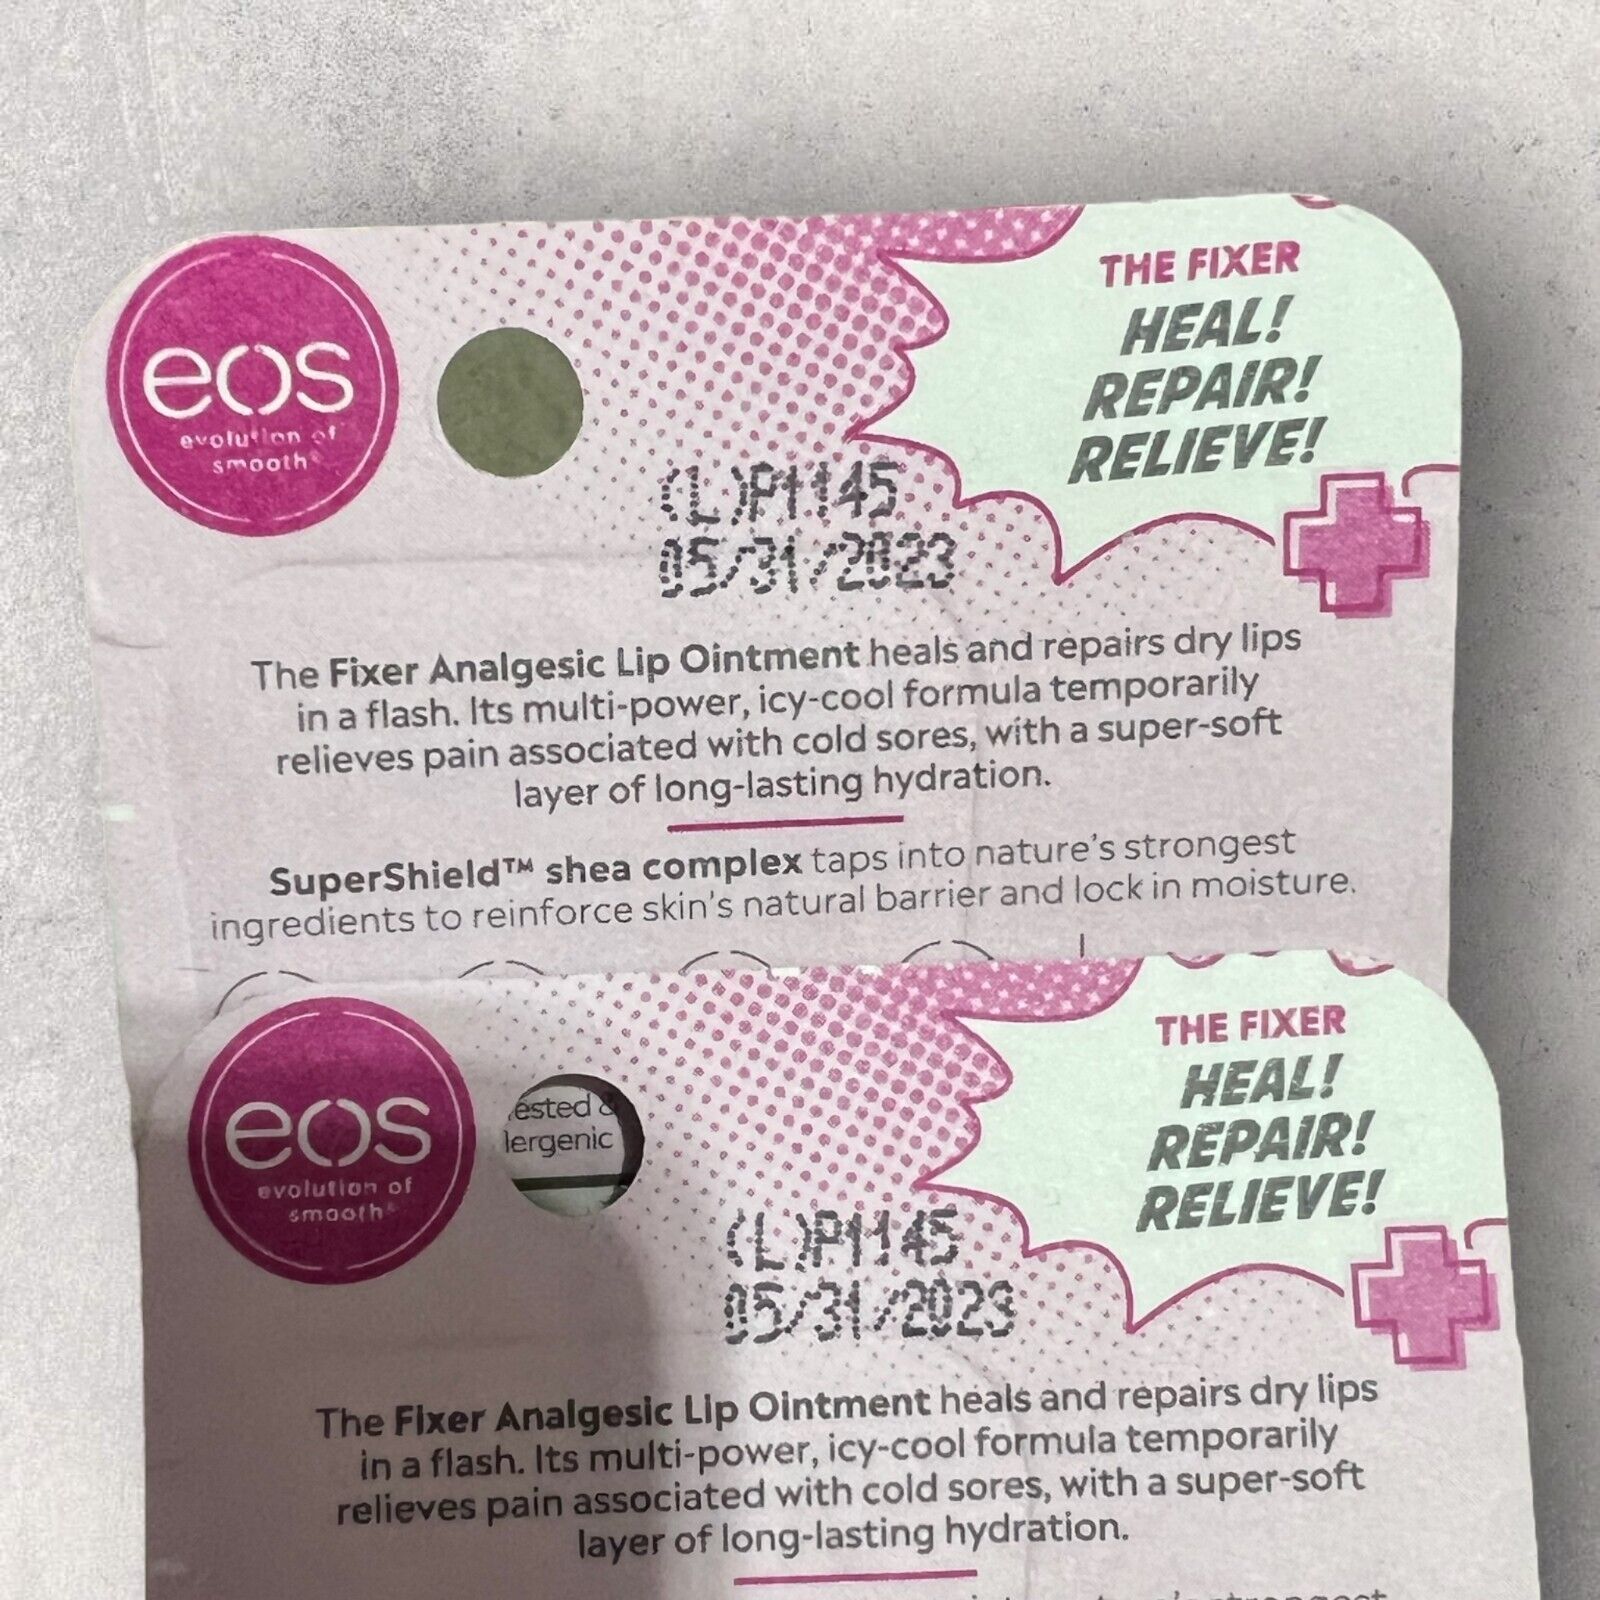 eos
evolution of
smooth®
THE FIXER
HEAL!
REPAIR!
RELIEVE!
(L)P1145
05/31/2023
The Fixer Analgesic Lip Ointment heals and repairs dry lips
in a flash. Its multi-power, icy-cool formula temporarily
relieves pain associated with cold sores, with a super-soft
layer of long-lasting hydration.
SuperShield™ shea complex taps into nature's strongest
ingredients to reinforce skin's natural barrier and lock in moisture.
eos
evolution of
smooth®
ested &
lergenic
THE FIXER
HEAL!
REPAIR!
RELIEVE!
(L)P1145
05/31/2023
The Fixer Analgesic Lip Ointment heals and repairs dry lips
in a flash. Its multi-power, icy-cool formula temporarily
relieves pain associated with cold sores, with a super-soft
layer of long-lasting hydration.